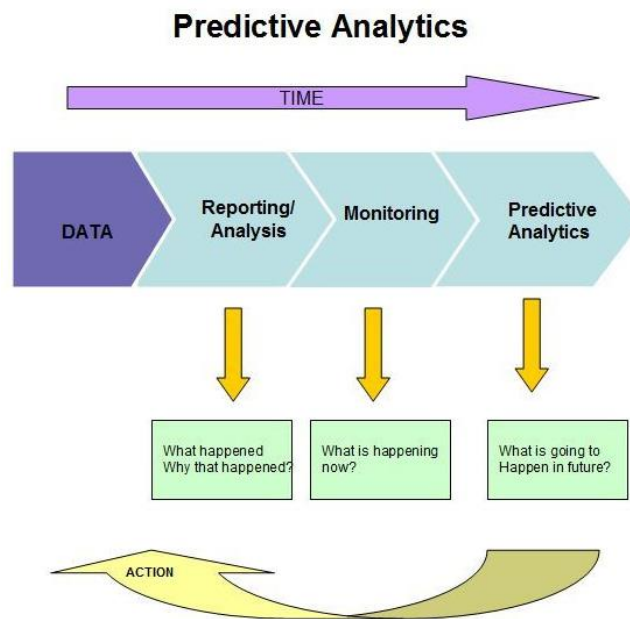 Predictive Analytics
TIME
DATA
Reporting/
Analysis
Monitoring
Predictive
Analytics
What happened
Why that happened?
What is happening
now?
What is going to
Happen in future?
ACTION